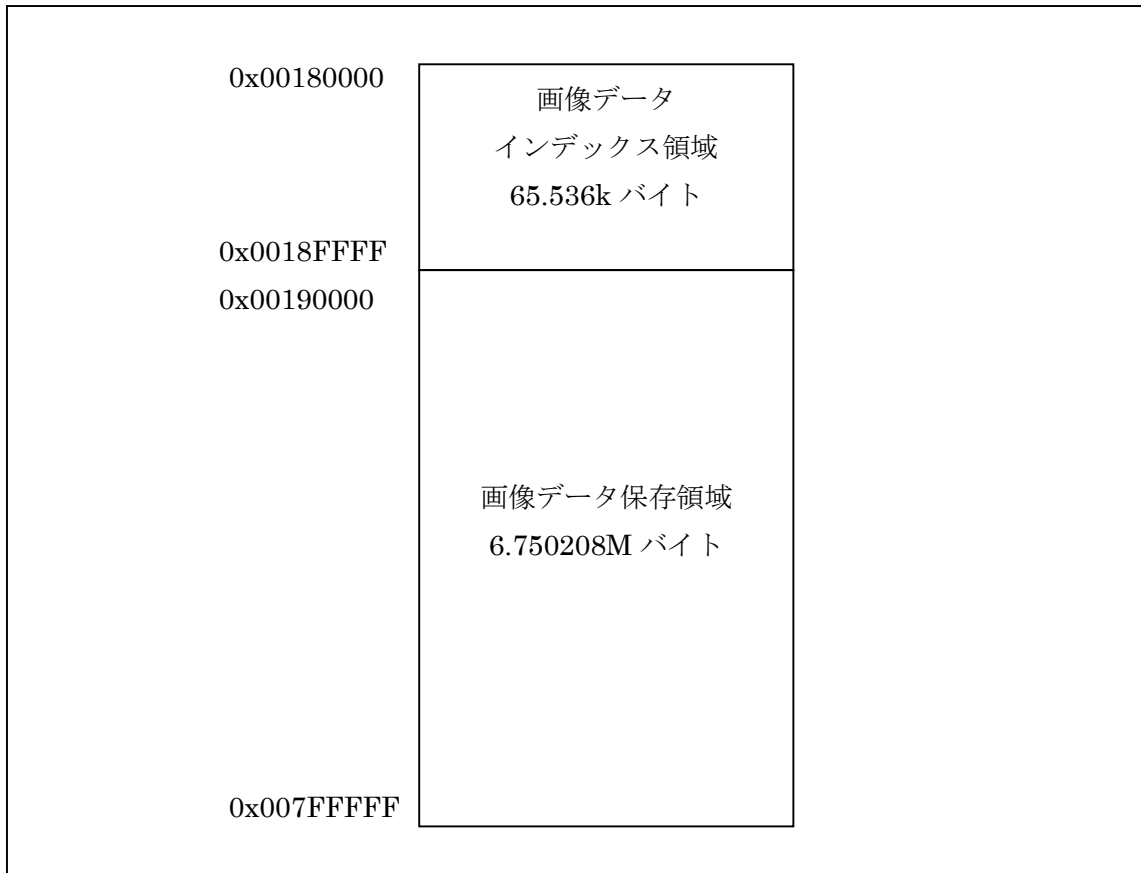 0x00180000
画像データ
インデックス領域
65.536k バイト
0x0018FFFF
0x00190000
画像データ保存領域
6.750208M バイト
0x007FFFFF